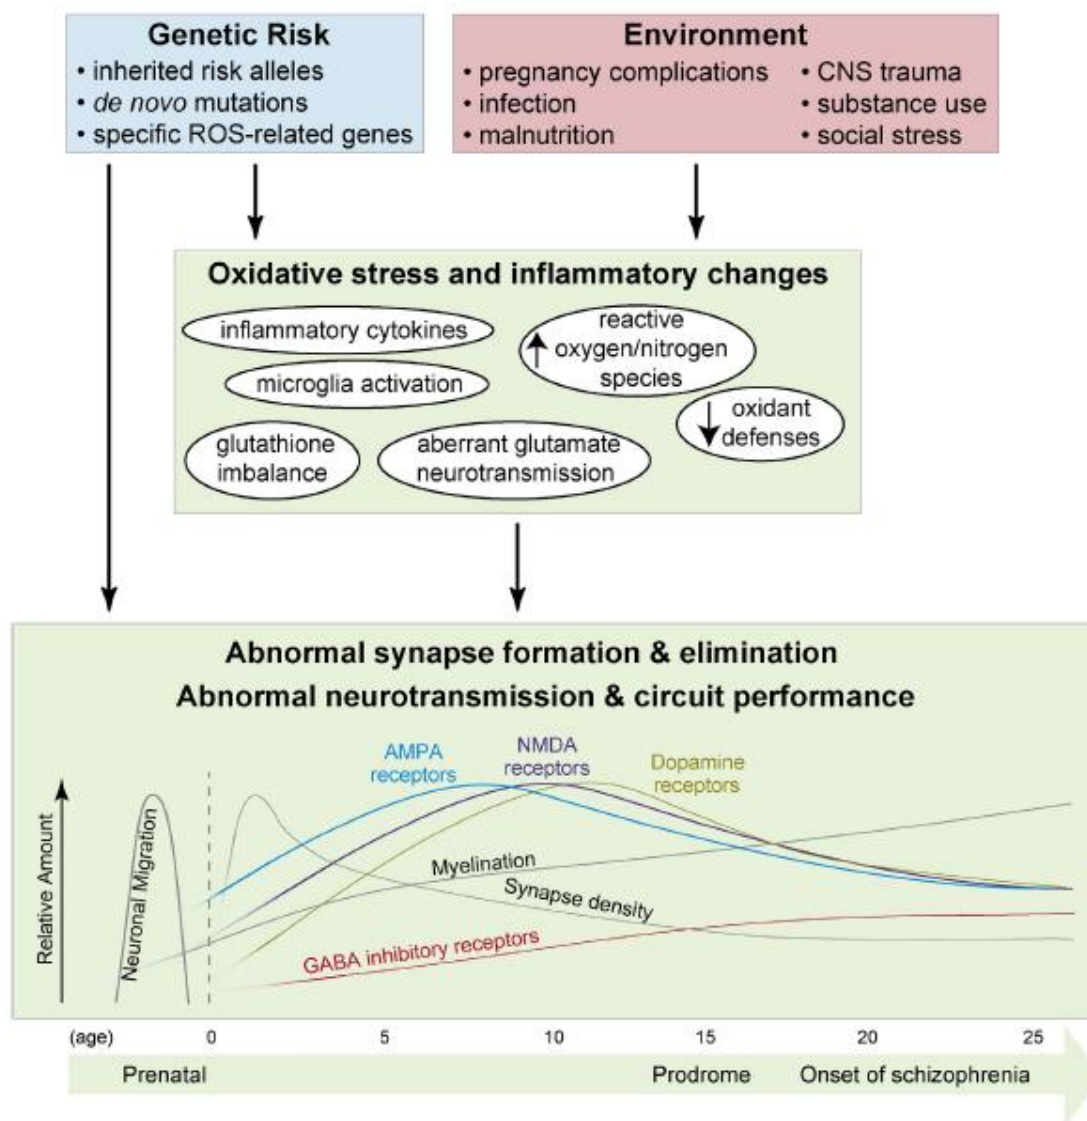 Genetic Risk
• inherited risk alleles
• de novo mutations
• specific ROS-related genes
Environment
• pregnancy complications
• infection
• malnutrition
• CNS trauma
• substance use
• social stress
Oxidative stress and inflammatory changes
inflammatory cytokines
microglia activation
reactive
oxygen/nitrogen
species
oxidant
defenses
glutathione
imbalance
aberrant glutamate
neurotransmission
Abnormal synapse formation & elimination
Abnormal neurotransmission & circuit performance
Relative Amount
Neuronal Migration
AMPA
receptors
NMDA
receptors
Dopamine
receptors
Myelination
Synapse density
GABA inhibitory receptors
(age) 0 5 10 15 20 25
Prenatal Prodrome Onset of schizophrenia